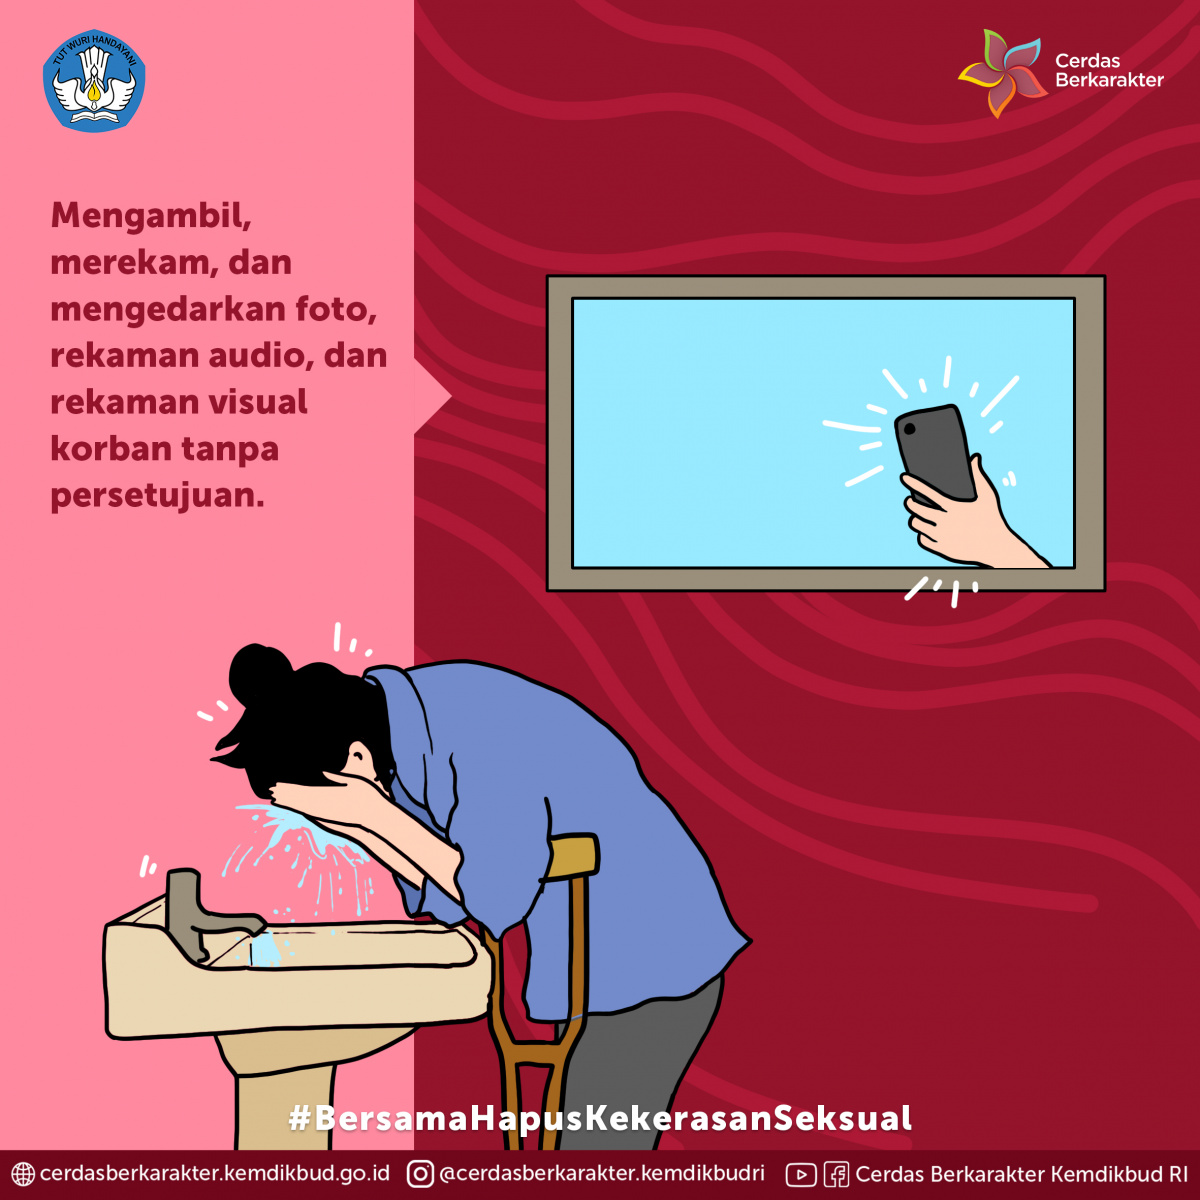 TUT WURI HANDAYANI
Cerdas
Berkarakter
Mengambil,
merekam, dan
mengedarkan foto,
rekaman audio, dan
rekaman visual
korban tanpa
persetujuan.
#BersamaHapusKekerasanSeksual
cerdasberkarakter.kemdikbud.go.id @cerdasberkarakter.kemdikbudri Cerdas Berkarakter Kemdikbud RI